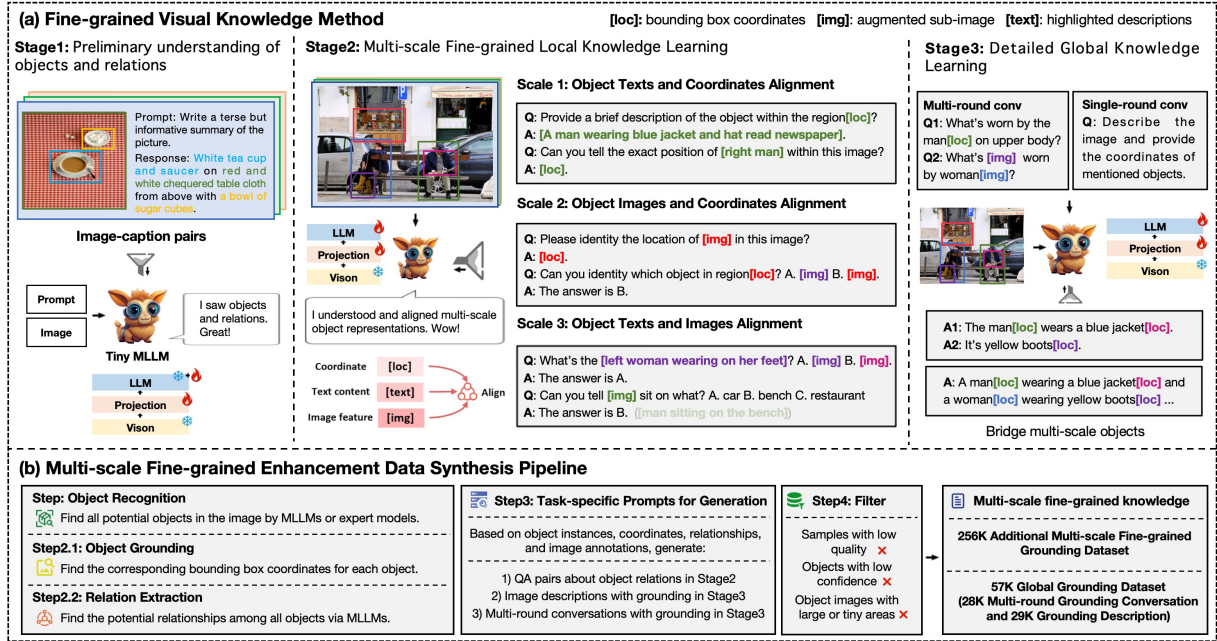 (a) Fine-grained Visual Knowledge Method
[loc]: bounding box coordinates [img]: augmented sub-image [text]: highlighted descriptions
Stage1: Preliminary understanding of
objects and relations
Prompt: Write a terse but
informative summary of the
picture.
Response: White tea cup
and saucer on red and
white chequered table cloth
from above with a bowl of
sugar cubes.
Image-caption pairs
Prompt
Image
I saw objects
and relations.
Great!
Tiny MLLM
LLM
Projection
Vison
Stage2: Multi-scale Fine-grained Local Knowledge Learning
P
LLM
Projection
Vison
I understood and aligned multi-scale
object representations. Wow!
Coordinate [loc]
Text content [text]
Image feature [img]
Align
Scale 1: Object Texts and Coordinates Alignment
Q: Provide a brief description of the object within the region[loc]?
A: [A man wearing blue jacket and hat read newspaper].
Q: Can you tell the exact position of [right man] within this image?
A: [loc].
Scale 2: Object Images and Coordinates Alignment
Q: Please identity the location of [img] in this image?
A: [loc].
Q: Can you identity which object in region[loc]? A. [img] B. [img].
A: The answer is B.
Scale 3: Object Texts and Images Alignment
Q: What's the [left woman wearing on her feet]? A. [img] B. [img].
A: The answer is A.
Q: Can you tell [img] sit on what? A. car B. bench C. restaurant
A: The answer is B. ([man sitting on the bench])
Stage3: Detailed Global Knowledge
Learning
Multi-round conv
Q1: What's worn by the
man[loc] on upper body?
Q2: What's [img] worn
by woman[img]?
Single-round conv
Q: Describe the
image and provide
the coordinates of
mentioned objects.
LLM
Projection
Vison
A1: The man[loc] wears a blue jacket[loc].
A2: It's yellow boots[loc].
A: A man[loc] wearing a blue jacket[loc] and
a woman[loc] wearing yellow boots[loc] ...
Bridge multi-scale objects
(b) Multi-scale Fine-grained Enhancement Data Synthesis Pipeline
Step: Object Recognition
Find all potential objects in the image by MLLMs or expert models.
Step2.1: Object Grounding
Find the corresponding bounding box coordinates for each object.
Step2.2: Relation Extraction
Find the potential relationships among all objects via MLLMs.
Step3: Task-specific Prompts for Generation
Based on object instances, coordinates, relationships,
and image annotations, generate:
1) QA pairs about object relations in Stage2
2) Image descriptions with grounding in Stage3
3) Multi-round conversations with grounding in Stage3
Step4: Filter
Samples with low
quality
Objects with low
confidence
Object images with
large or tiny areas
Multi-scale fine-grained knowledge
256K Additional Multi-scale Fine-grained
Grounding Dataset
57K Global Grounding Dataset
(28K Multi-round Grounding Conversation
and 29K Grounding Description)